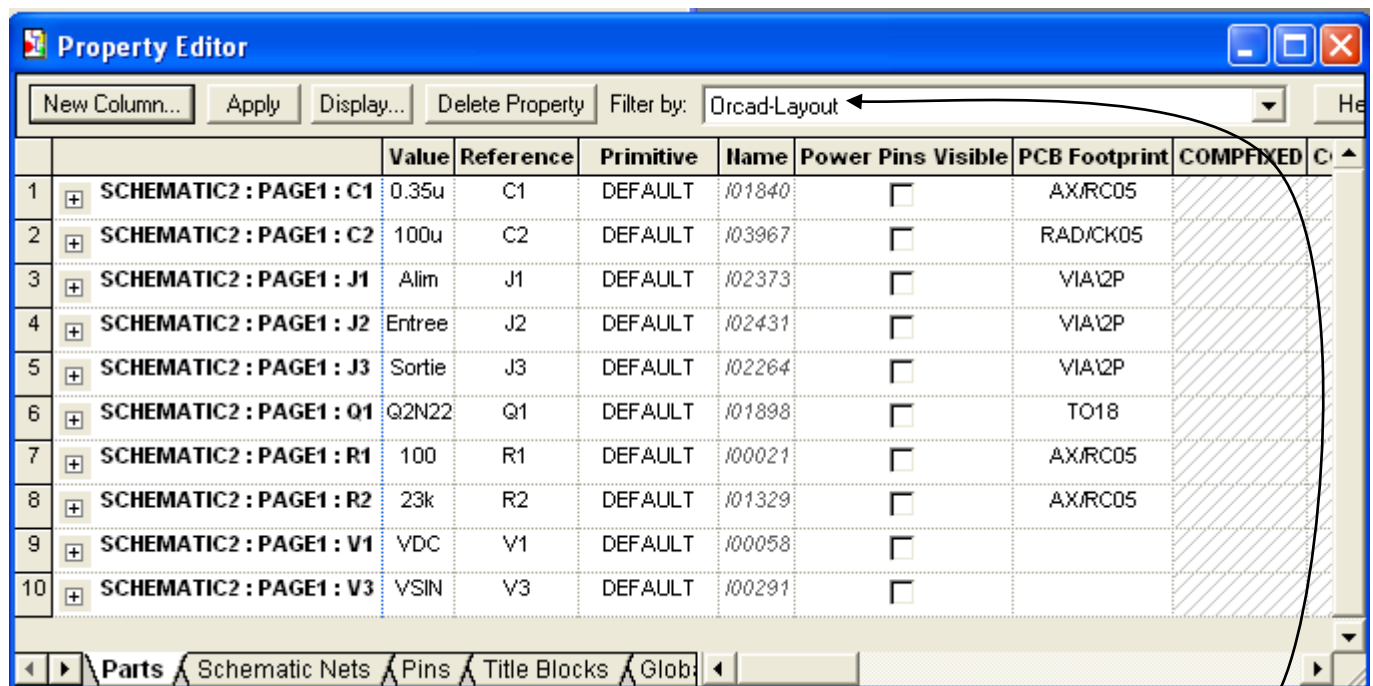 Property Editor
New Column... Apply Display... Delete Property Filter by: Orcad-Layout He
Value Reference Primitive Name Power Pins Visible PCB Footprint COMPFIXED C
1 SCHEMATIC2 : PAGE1 : C1 0.35u C1 DEFAULT I01840 AX/RC05
2 SCHEMATIC2 : PAGE1 : C2 100u C2 DEFAULT I03967 RAD/CK05
3 SCHEMATIC2 : PAGE1 : J1 Alim J1 DEFAULT I02373 VIA\2P
4 SCHEMATIC2 : PAGE1 : J2 Entree J2 DEFAULT I02431 VIA\2P
5 SCHEMATIC2 : PAGE1 : J3 Sortie J3 DEFAULT I02264 VIA\2P
6 SCHEMATIC2 : PAGE1 : Q1 Q2N22 Q1 DEFAULT I01898 TO18
7 SCHEMATIC2 : PAGE1 : R1 100 R1 DEFAULT I00021 AX/RC05
8 SCHEMATIC2 : PAGE1 : R2 23k R2 DEFAULT I01329 AX/RC05
9 SCHEMATIC2 : PAGE1 : V1 VDC V1 DEFAULT I00058
10 SCHEMATIC2 : PAGE1 : V3 VSIN V3 DEFAULT I00291
Parts Schematic Nets Pins Title Blocks Globa